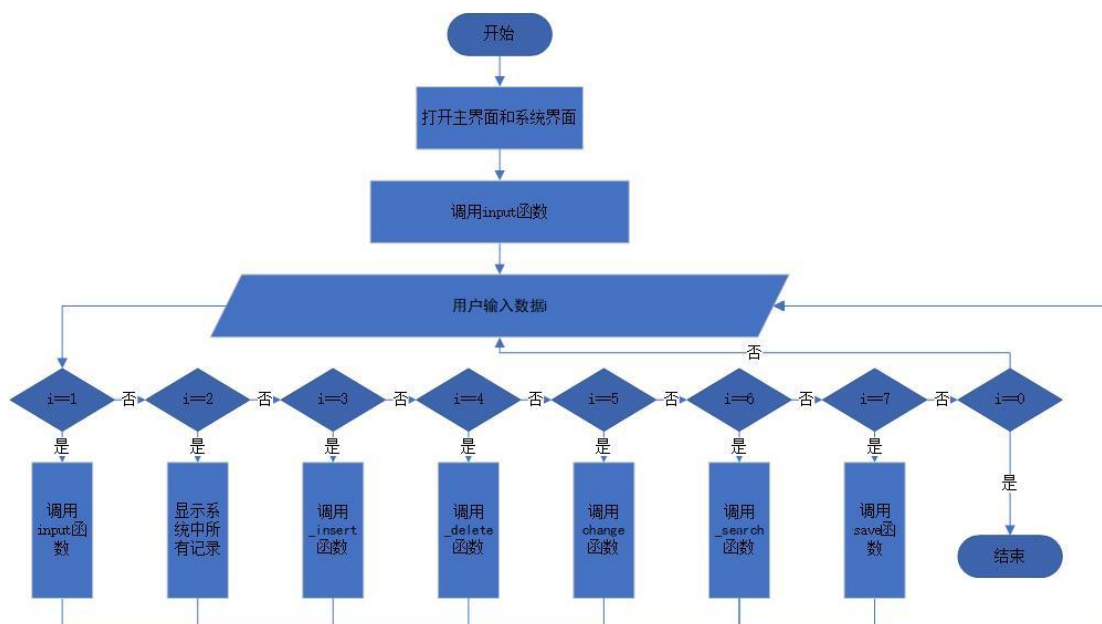 开始
打开主界面和系统界面
调用input函数
用户输入数据i
否
i==1
否
i==2
否
i==3
否
i==4
否
i==5
否
i==6
否
i==7
否
i==0
是
是
是
是
是
是
是
是
调用
input函
数
显示系
统中所
有记录
调用
_insert
函数
调用
_delete
函数
调用
change
函数
调用
_search
函数
调用
save函
数
结束